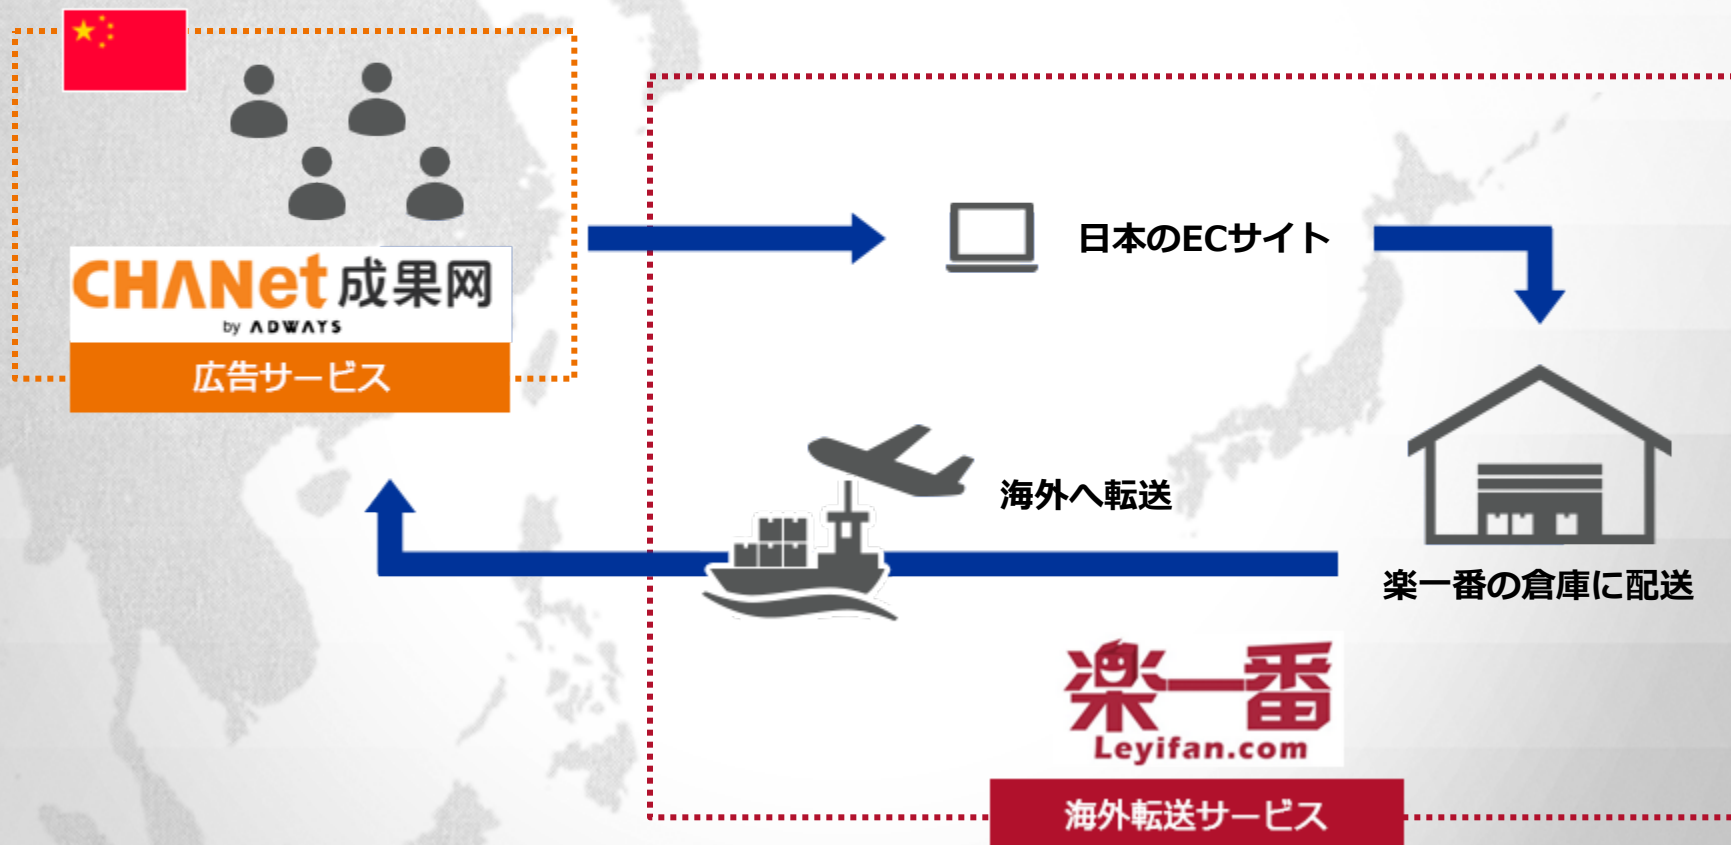 CHANet 成果网
by ADWAYS
広告サービス
日本のECサイト
海外へ転送
楽一番の倉庫に配送
楽一番
Leyifan.com
海外転送サービス